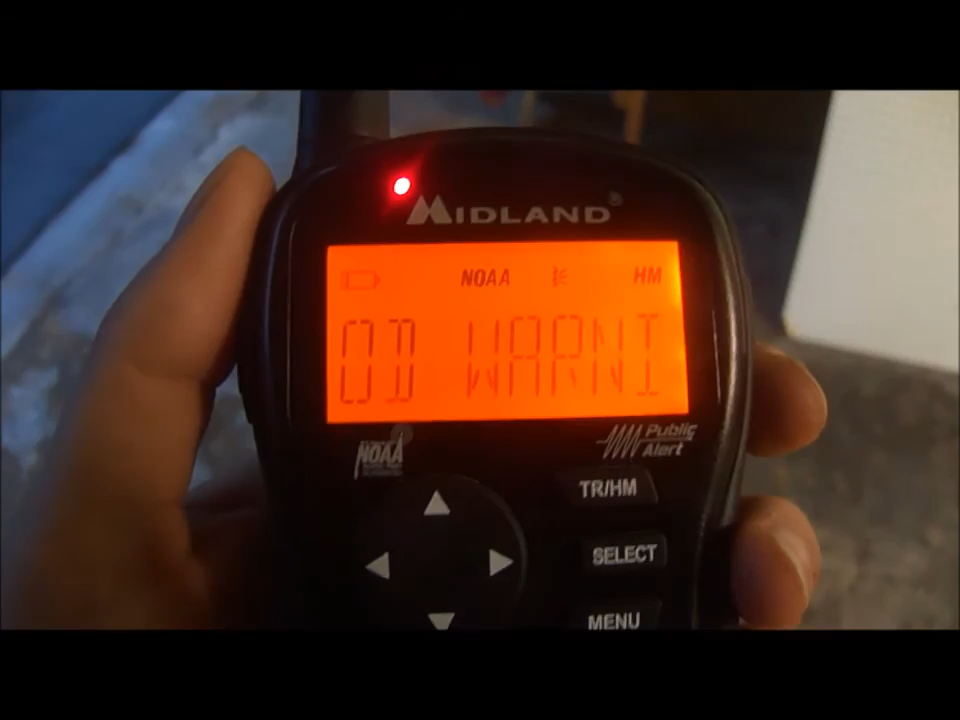 MIDLAND®
NOAA HM
OD WARNI
NOAA
Public Alert
TR/HM
SELECT
MENU